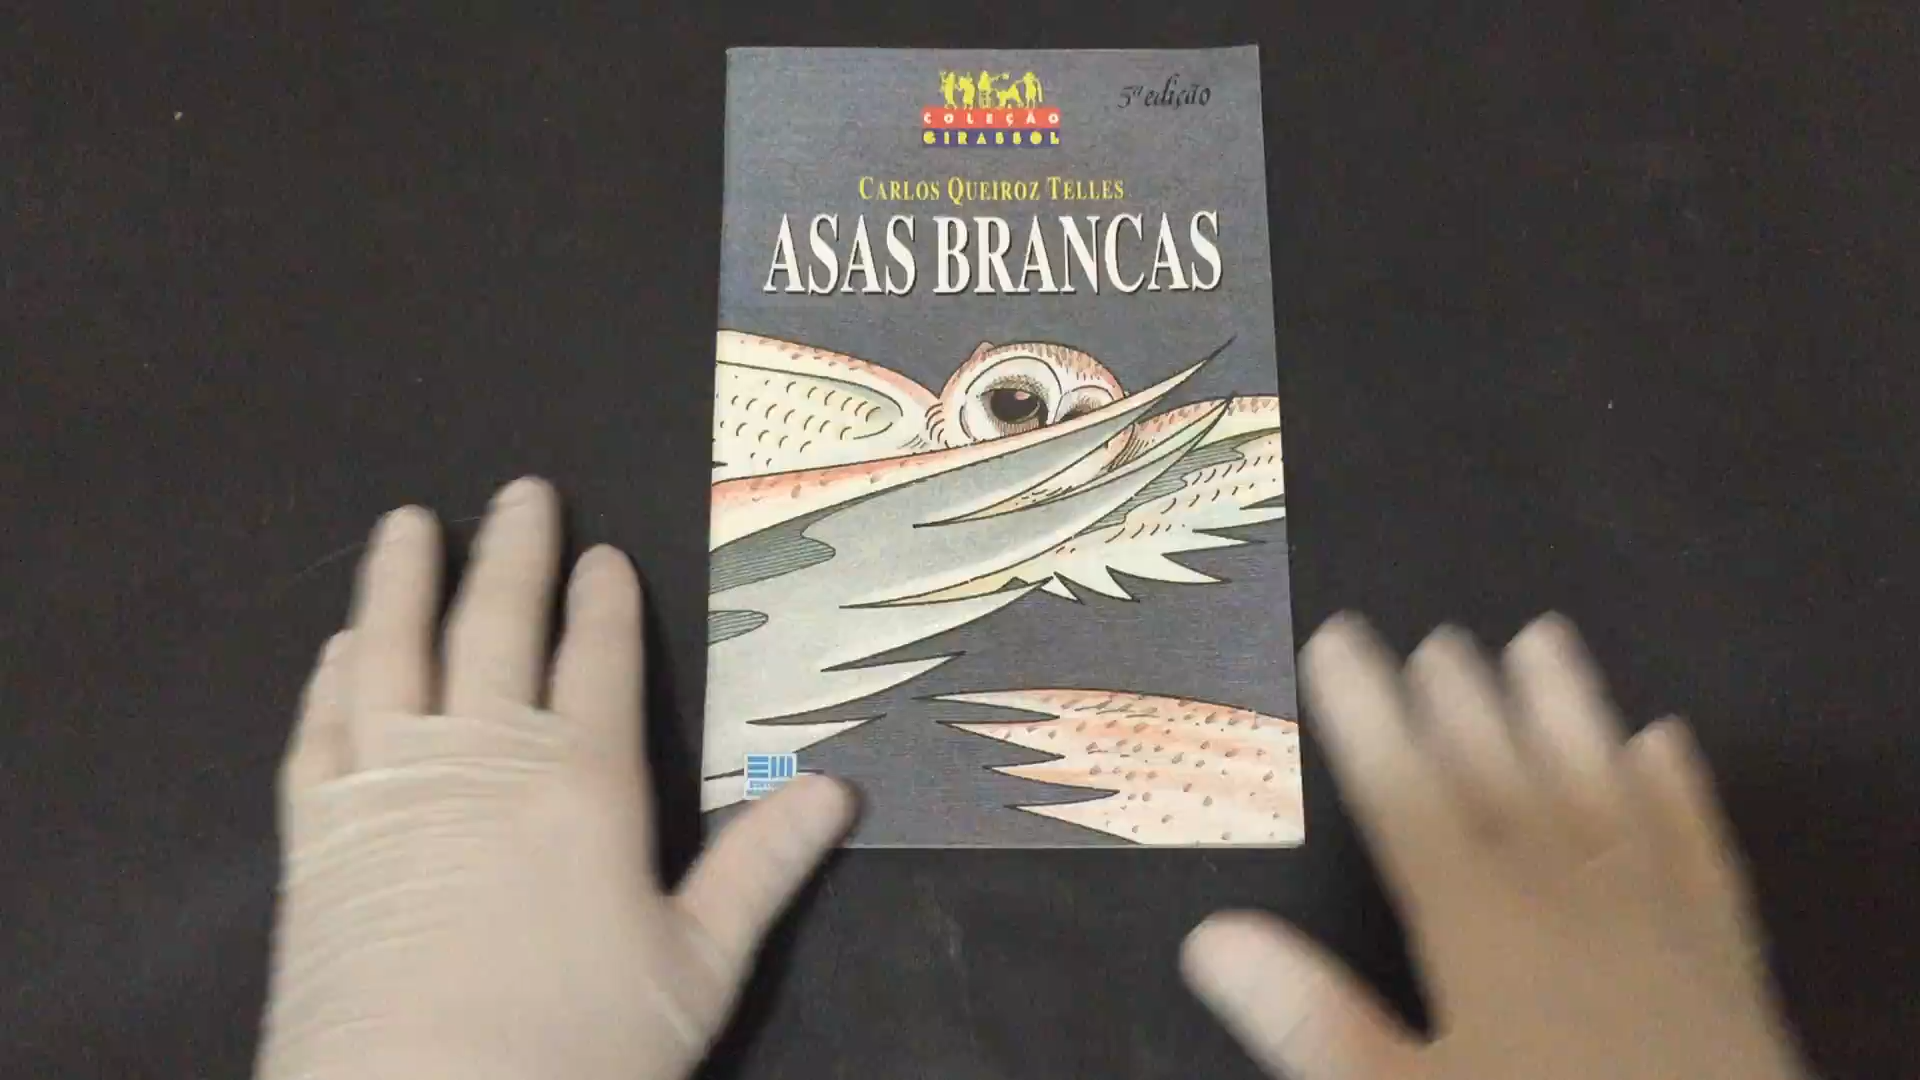 5ª edição
COLEÇÃO
GIRASSOL
CARLOS QUEIROZ TELLES
ASAS BRANCAS